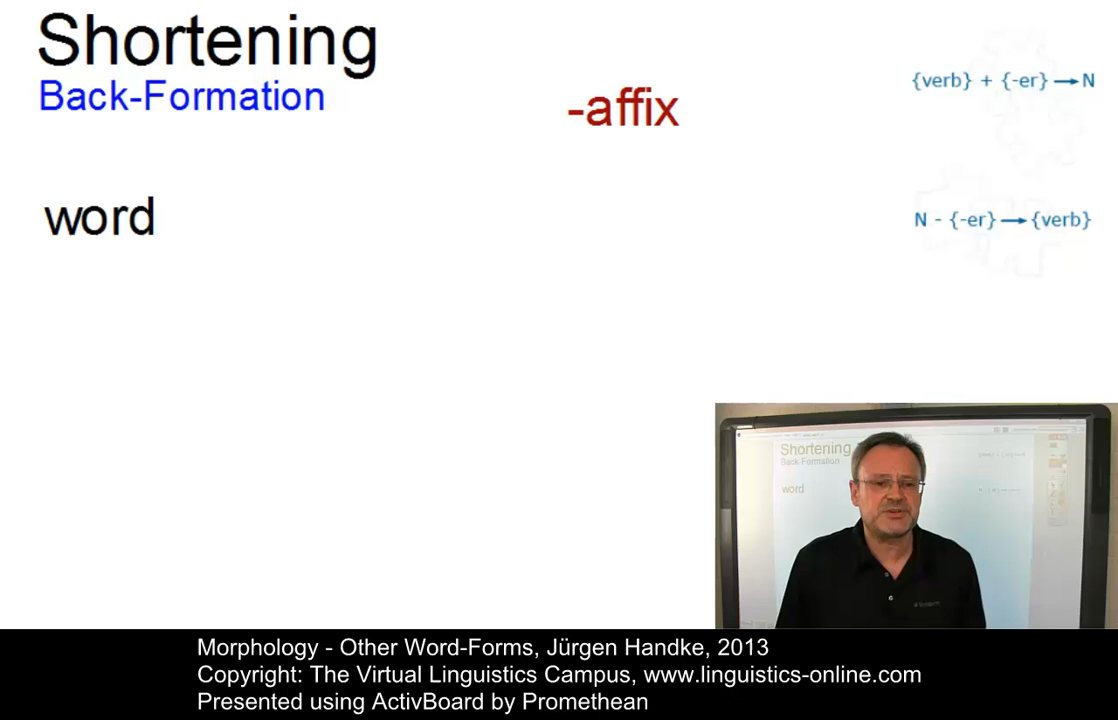 Shortening
Back-Formation
-affix
{verb} + {-er} → N
word
N - {-er} → {verb}
Shortening
Back-Formation
word
Morphology - Other Word-Forms, Jürgen Handke, 2013
Copyright: The Virtual Linguistics Campus, www.linguistics-online.com
Presented using ActivBoard by Promethean